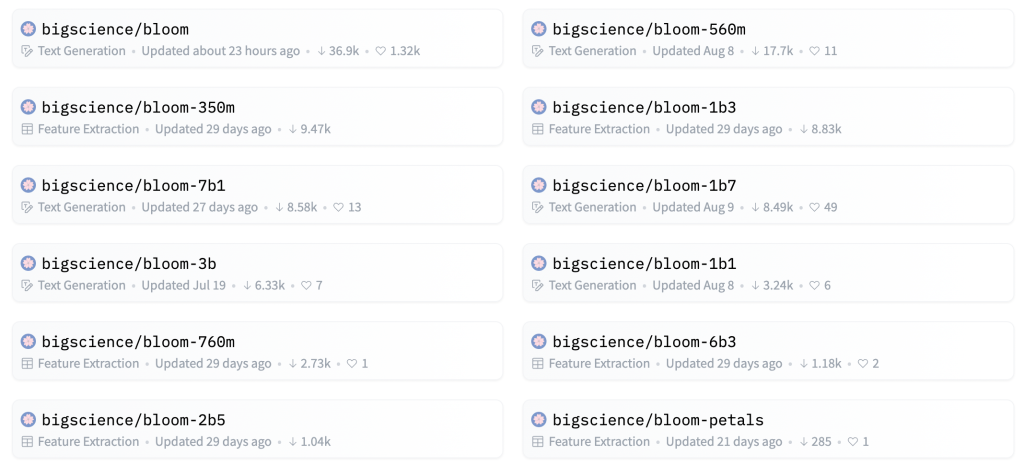 bigscience/bloom
Text Generation • Updated about 23 hours ago • ↓ 36.9k • ♡ 1.32k
bigscience/bloom-560m
Text Generation • Updated Aug 8 • ↓ 17.7k • ♡ 11
bigscience/bloom-350m
Feature Extraction • Updated 29 days ago • ↓ 9.47k
bigscience/bloom-1b3
Feature Extraction • Updated 29 days ago • ↓ 8.83k
bigscience/bloom-7b1
Text Generation • Updated 27 days ago • ↓ 8.58k • ♡ 13
bigscience/bloom-1b7
Text Generation • Updated Aug 9 • ↓ 8.49k • ♡ 49
bigscience/bloom-3b
Text Generation • Updated Jul 19 • ↓ 6.33k • ♡ 7
bigscience/bloom-1b1
Text Generation • Updated Aug 8 • ↓ 3.24k • ♡ 6
bigscience/bloom-760m
Feature Extraction • Updated 29 days ago • ↓ 2.73k • ♡ 1
bigscience/bloom-6b3
Feature Extraction • Updated 29 days ago • ↓ 1.18k • ♡ 2
bigscience/bloom-2b5
Feature Extraction • Updated 29 days ago • ↓ 1.04k
bigscience/bloom-petals
Feature Extraction • Updated 21 days ago • ↓ 285 • ♡ 1